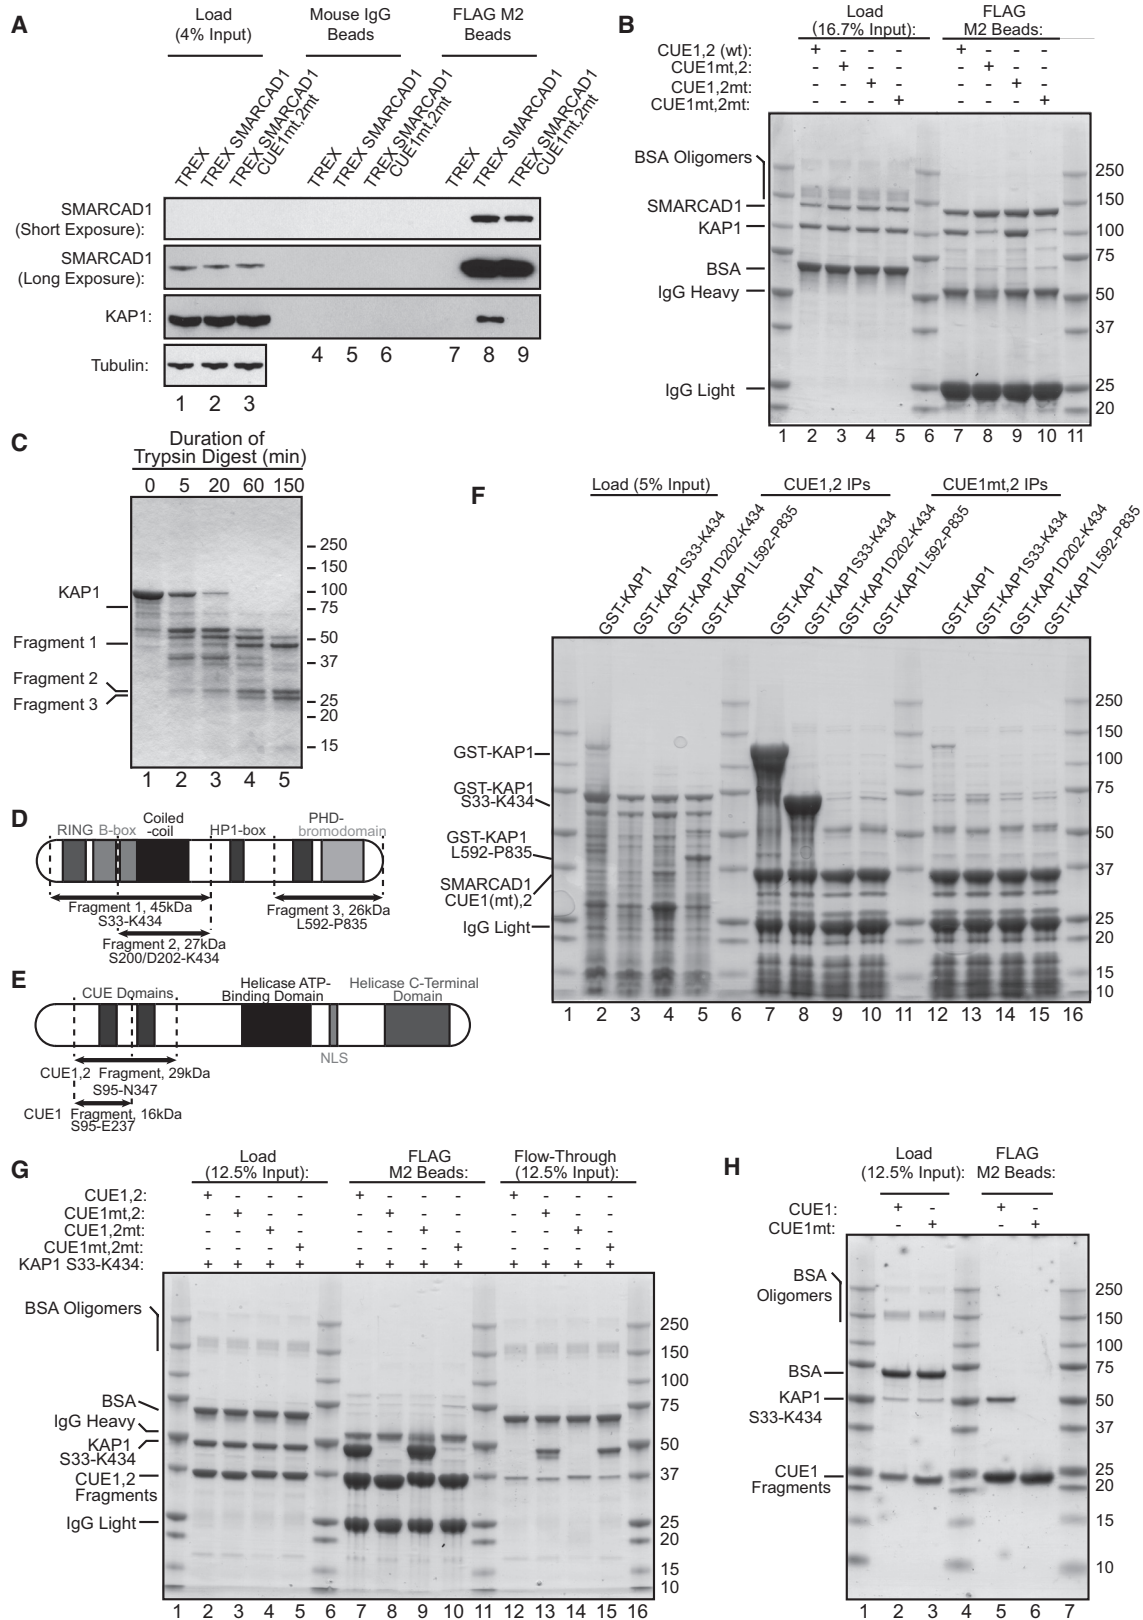 A
Load
(4% Input)
Mouse IgG
Beads
FLAG M2
Beads
TREX
TREX SMARCAD1
TREX SMARCAD1
CUE1mt,2mt
TREX
TREX SMARCAD1
TREX SMARCAD1
CUE1mt,2mt
TREX
TREX SMARCAD1
TREX SMARCAD1
CUE1mt,2mt
SMARCAD1
(Short Exposure):
SMARCAD1
(Long Exposure):
KAP1:
4 5 6 7 8 9
Tubulin:
1 2 3
B
Load
(16.7% Input):
FLAG
M2 Beads:
CUE1,2 (wt): + - - - + - - -
CUE1mt,2: - + - - - + - -
CUE1,2mt: - - + - - - + -
CUE1mt,2mt: - - - + - - - +
BSA Oligomers
SMARCAD1
KAP1
BSA
IgG Heavy
IgG Light
250
150
100
75
50
37
25
20
1 2 3 4 5 6 7 8 9 10 11
C
Duration of
Trypsin Digest (min)
0 5 20 60 150
KAP1
Fragment 1
Fragment 2
Fragment 3
250
150
100
75
50
37
25
20
15
1 2 3 4 5
D
RING B-box
Coiled
-coil
HP1-box
PHD-
bromodomain
Fragment 1, 45kDa
S33-K434
Fragment 3, 26kDa
L592-P835
Fragment 2, 27kDa
S200/D202-K434
E
CUE Domains
Helicase ATP-
Binding Domain
Helicase C-Terminal
Domain
NLS
CUE1,2 Fragment, 29kDa
S95-N347
CUE1 Fragment, 16kDa
S95-E237
F
Load (5% Input)
CUE1,2 IPs
CUE1mt,2 IPs
GST-KAP1
GST-KAP1S33-K434
GST-KAP1D202-K434
GST-KAP1L592-P835
GST-KAP1
GST-KAP1S33-K434
GST-KAP1D202-K434
GST-KAP1L592-P835
GST-KAP1
GST-KAP1S33-K434
GST-KAP1D202-K434
GST-KAP1L592-P835
GST-KAP1
GST-KAP1
S33-K434
GST-KAP1
L592-P835
SMARCAD1
CUE1(mt),2
IgG Light
250
150
100
75
50
37
25
20
15
10
1 2 3 4 5 6 7 8 9 10 11 12 13 14 15 16
G
Load
(12.5% Input):
FLAG
M2 Beads:
Flow-Through
(12.5% Input):
CUE1,2: + - - - + - - - + - - -
CUE1mt,2: - + - - - + - - - + - -
CUE1,2mt: - - + - - - + - - - + -
CUE1mt,2mt: - - - + - - - + - - - +
KAP1 S33-K434: + + + + + + + + + + + +
BSA Oligomers
BSA
IgG Heavy
KAP1
S33-K434
CUE1,2
Fragments
IgG Light
250
150
100
75
50
37
25
20
15
10
1 2 3 4 5 6 7 8 9 10 11 12 13 14 15 16
H
Load
(12.5% Input):
FLAG
M2 Beads:
CUE1: + - + -
CUE1mt: - + - +
BSA
Oligomers
BSA
KAP1
S33-K434
CUE1
Fragments
250
150
100
75
50
37
25
20
15
10
1 2 3 4 5 6 7